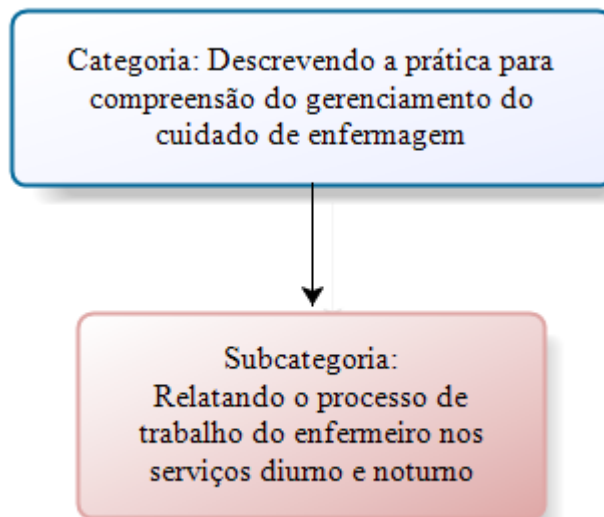 Categoria: Descrevendo a prática para
compreensão do gerenciamento do
cuidado de enfermagem
Subcategoria:
Relatando o processo de
trabalho do enfermeiro nos
serviços diurno e noturno